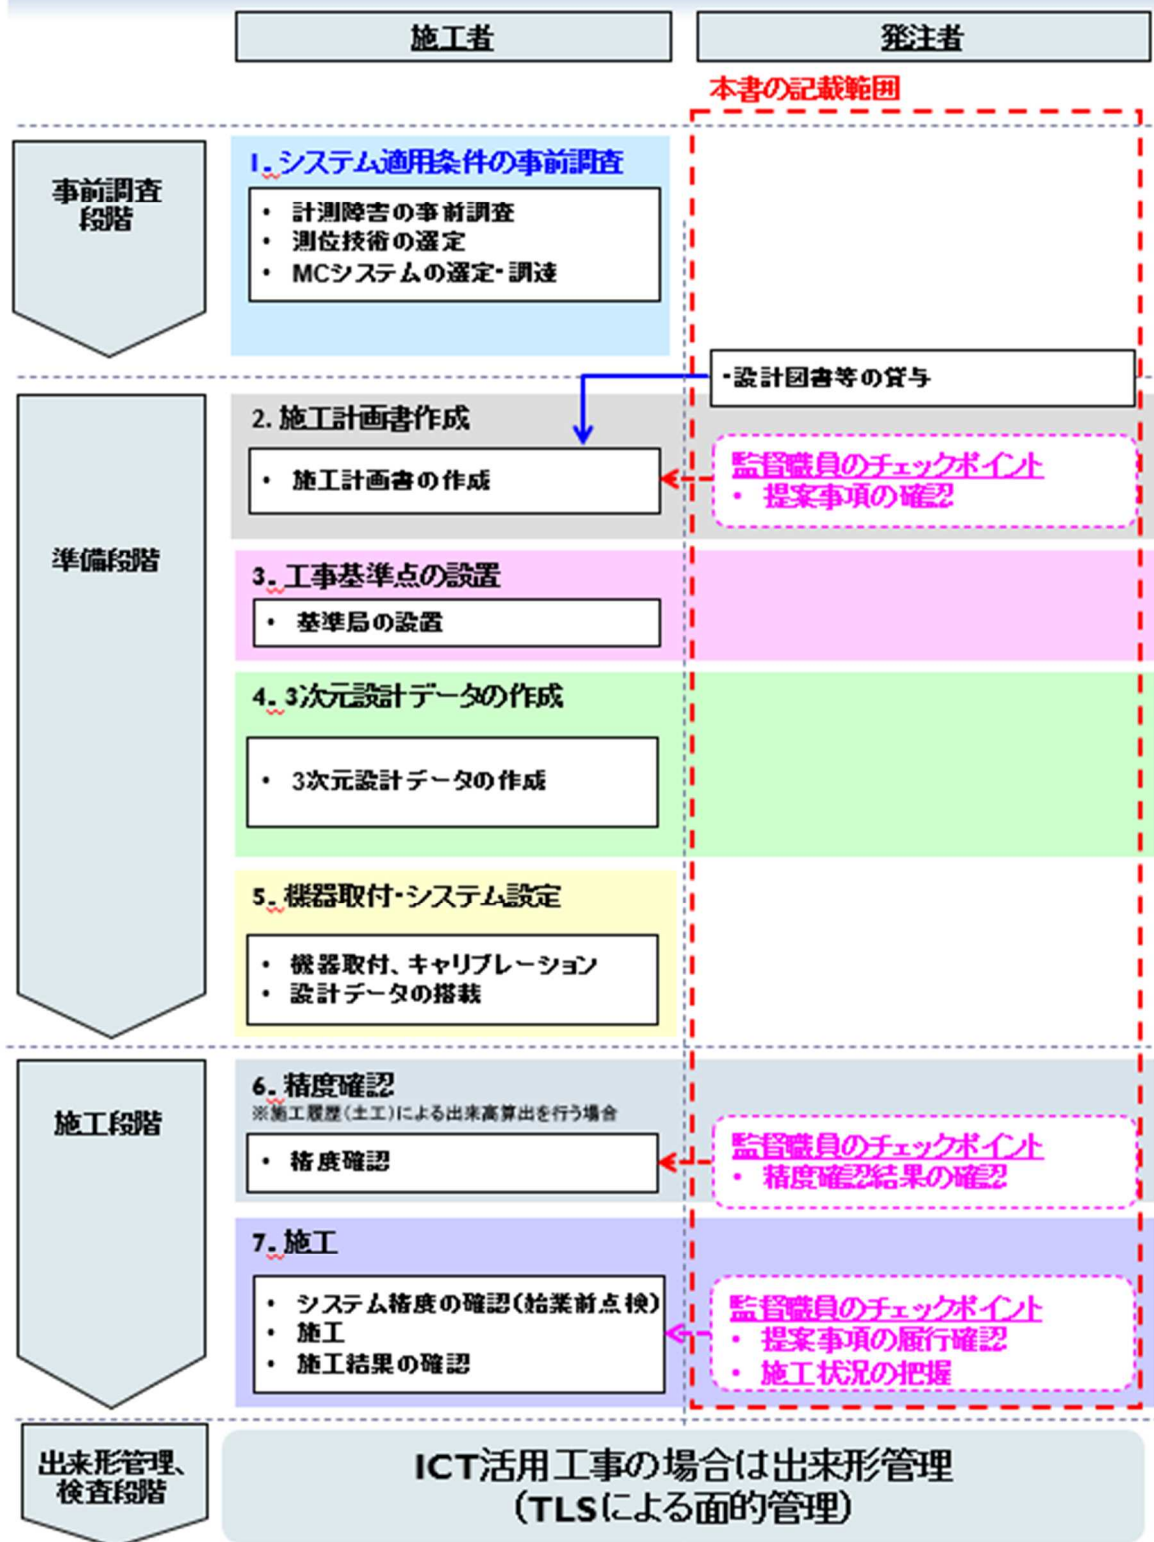 施工者
発注者
本書の記載範囲
事前調査
段階
1. システム適用条件の事前調査
・ 計測障害の事前調査
・ 測位技術の選定
・ MCシステムの選定・調達
・設計図書等の貸与
準備段階
2. 施工計画書作成
・ 施工計画書の作成
監督職員のチェックポイント
・ 提案事項の確認
3. 工事基準点の設置
・ 基準局の設置
4. 3次元設計データの作成
・ 3次元設計データの作成
5. 機器取付・システム設定
・ 機器取付、キャリブレーション
・ 設計データの搭載
施工段階
6. 精度確認
※施工履歴(土工)による出来高算出を行う場合
・ 精度確認
監督職員のチェックポイント
・ 精度確認結果の確認
7. 施工
・ システム精度の確認(始業前点検)
・ 施工
・ 施工結果の確認
監督職員のチェックポイント
・ 提案事項の履行確認
・ 施工状況の把握
出来形管理、
検査段階
ICT活用工事の場合は出来形管理
(TLSによる面的管理)